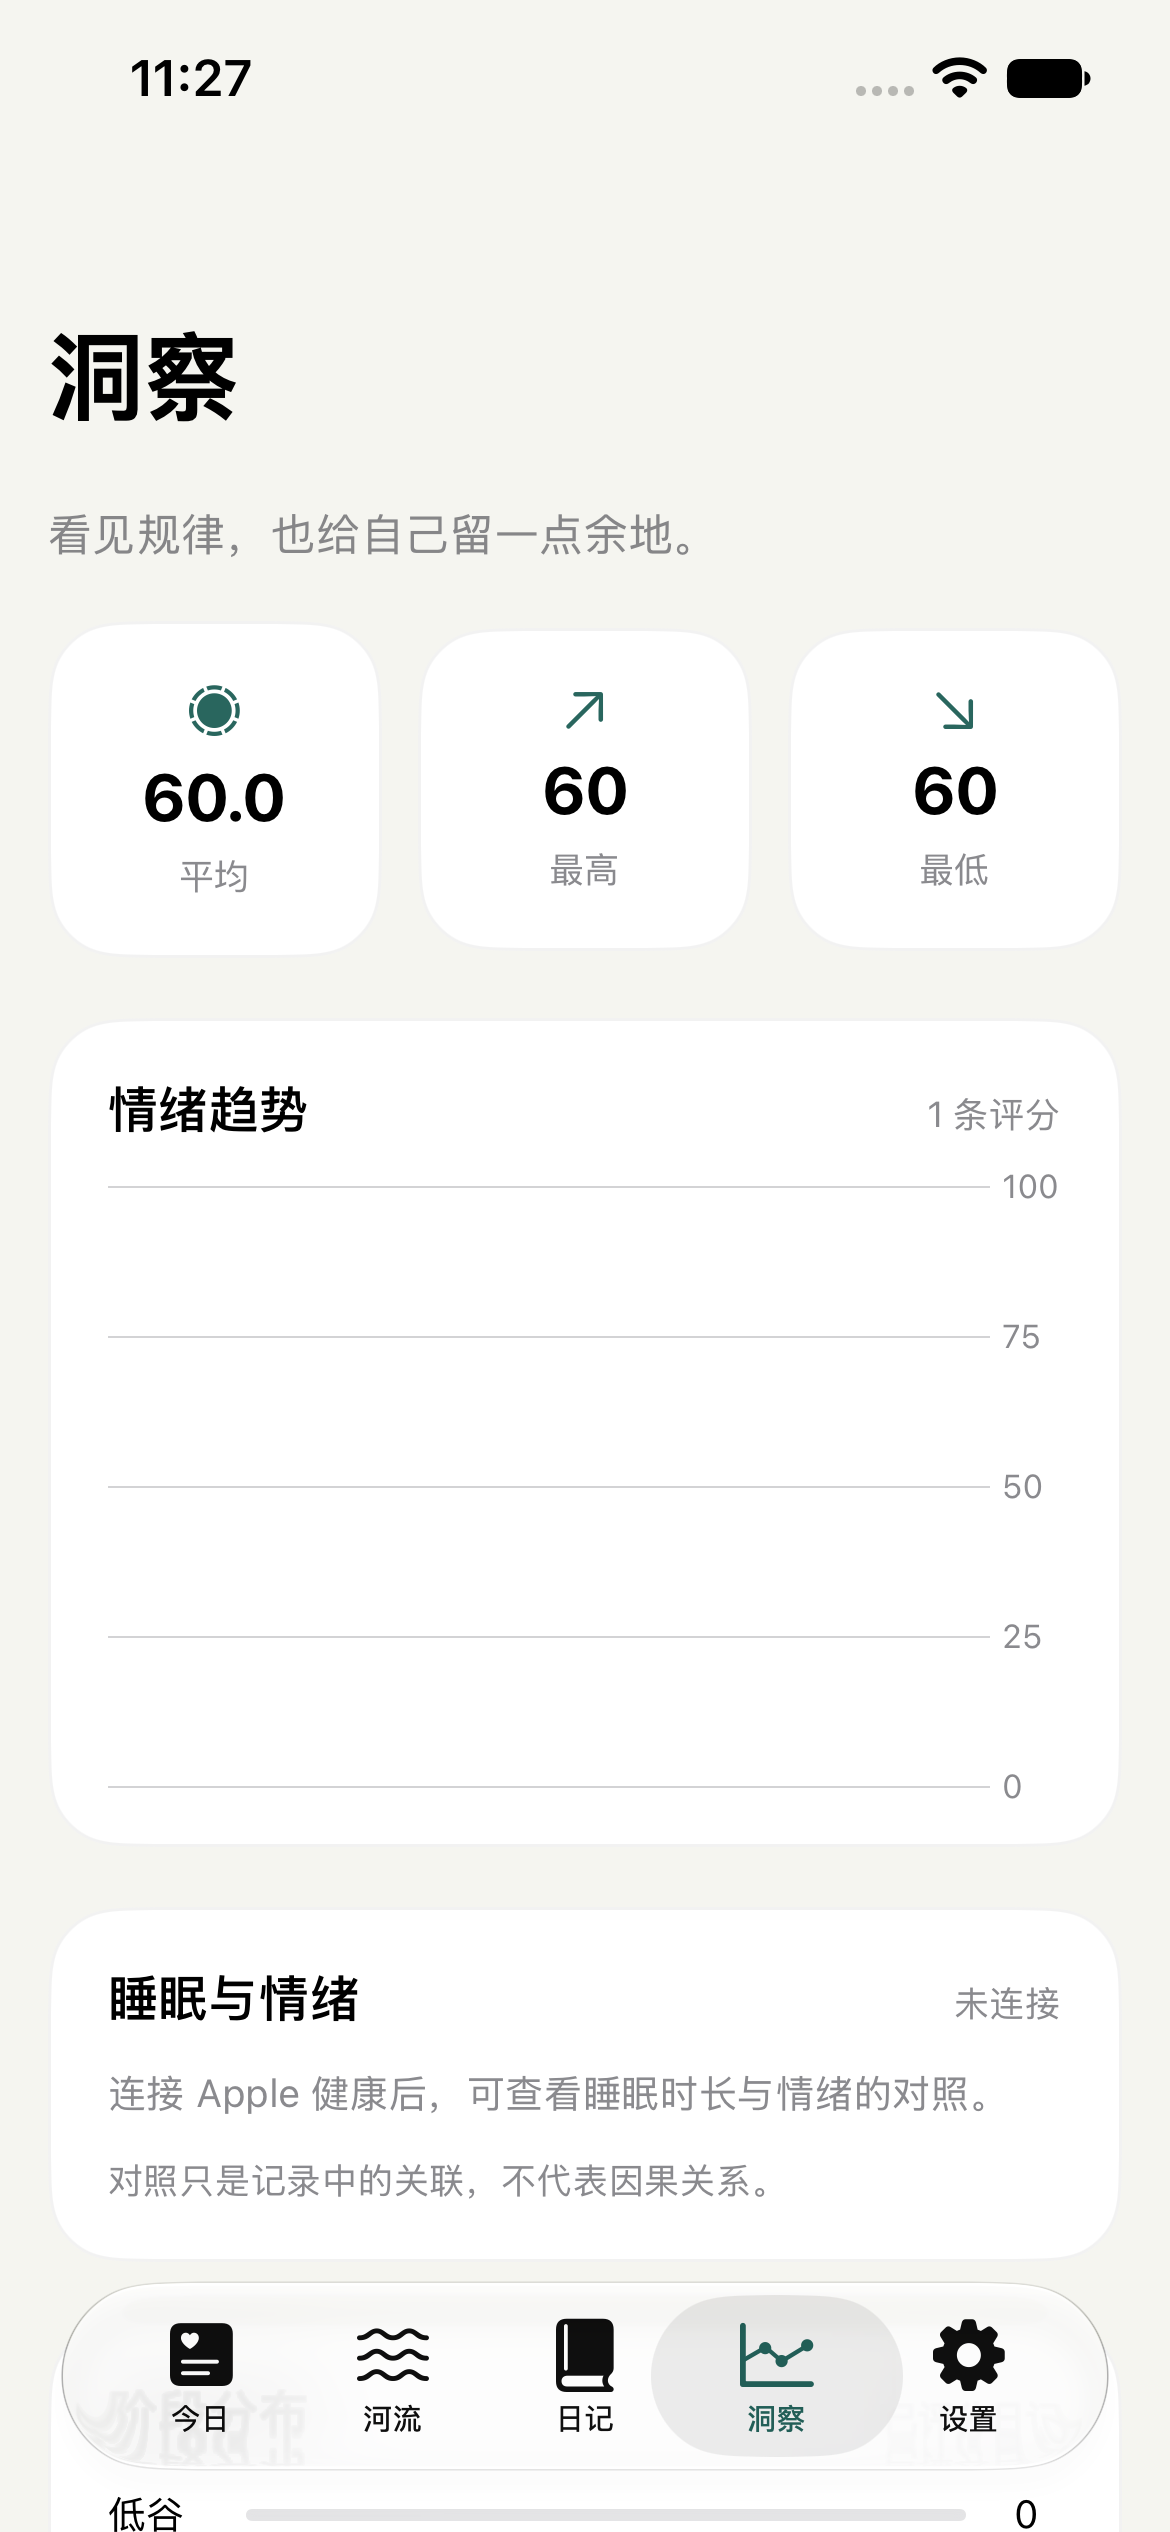 11:27
洞察
看见规律，也给自己留一点余地。
60.0
平均
60
最高
60
最低
情绪趋势
1 条评分
100
75
50
25
0
睡眠与情绪
未连接
连接 Apple 健康后，可查看睡眠时长与情绪的对照。
对照只是记录中的关联，不代表因果关系。
阶段分布
今日
河流
日记
洞察
设置
低谷
0